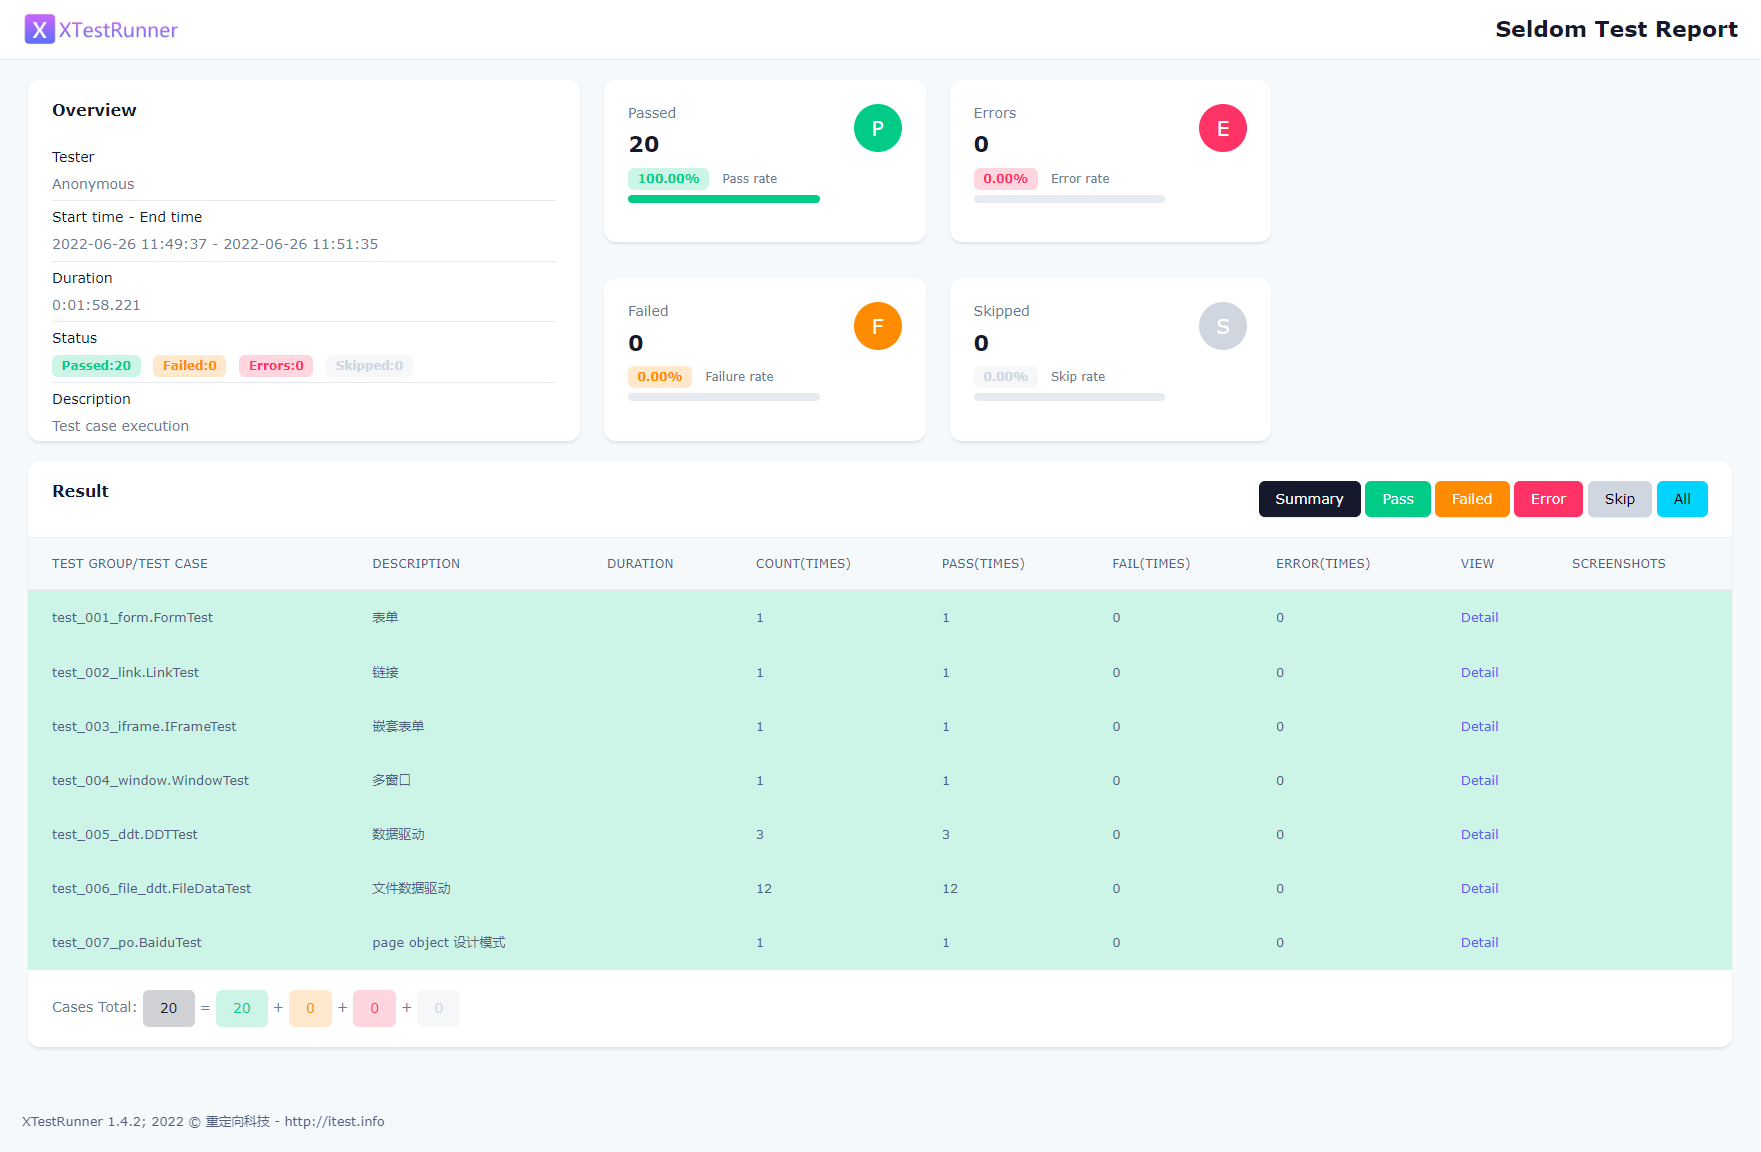 X XTestRunner
Seldom Test Report
Overview
Tester
Anonymous
Start time - End time
2022-06-26 11:49:37 - 2022-06-26 11:51:35
Duration
0:01:58.221
Status
Passed:20 Failed:0 Errors:0 Skipped:0
Description
Test case execution
Passed
P
20
100.00% Pass rate
Errors
E
0
0.00% Error rate
Failed
F
0
0.00% Failure rate
Skipped
S
0
0.00% Skip rate
Result
Summary Pass Failed Error Skip All
TEST GROUP/TEST CASE DESCRIPTION DURATION COUNT(TIMES) PASS(TIMES) FAIL(TIMES) ERROR(TIMES) VIEW SCREENSHOTS
test_001_form.FormTest 表单 1 1 0 0 Detail
test_002_link.LinkTest 链接 1 1 0 0 Detail
test_003_iframe.IFrameTest 嵌套表单 1 1 0 0 Detail
test_004_window.WindowTest 多窗口 1 1 0 0 Detail
test_005_ddt.DDTTest 数据驱动 3 3 0 0 Detail
test_006_file_ddt.FileDataTest 文件数据驱动 12 12 0 0 Detail
test_007_po.BaiduTest page object 设计模式 1 1 0 0 Detail
Cases Total: 20 = 20 + 0 + 0 + 0
XTestRunner 1.4.2; 2022 © 重定向科技 - http://itest.info